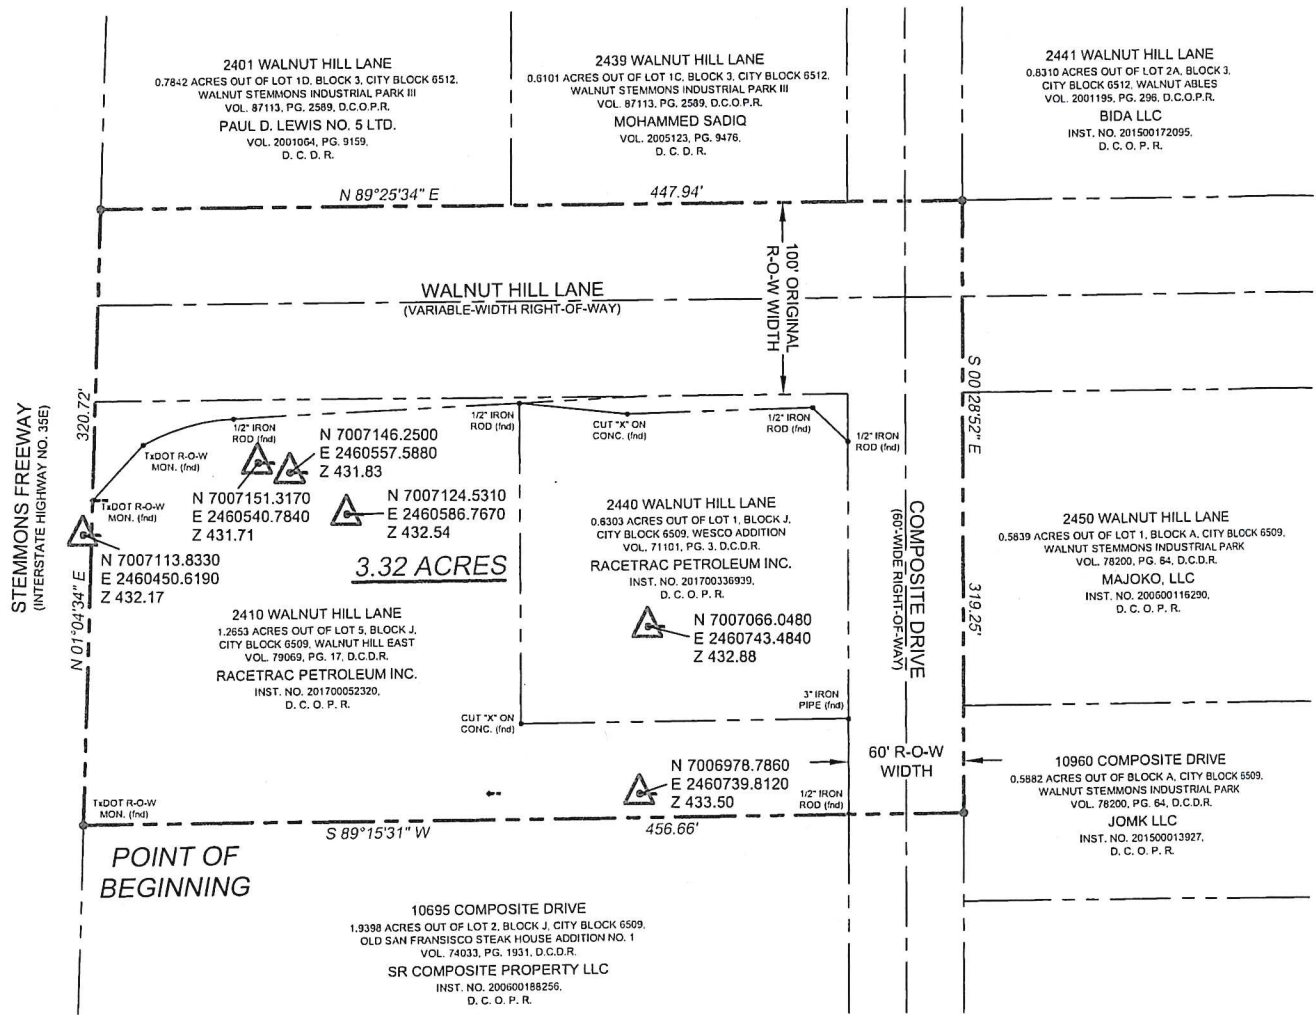 2401 WALNUT HILL LANE
0.7842 ACRES OUT OF LOT 1D, BLOCK 3, CITY BLOCK 6512,
WALNUT STEMMONS INDUSTRIAL PARK III
VOL. 87113, PG. 2589, D.C.O.P.R.
PAUL D. LEWIS NO. 5 LTD.
VOL. 2001064, PG. 9159,
D. C. D. R.
2439 WALNUT HILL LANE
0.6101 ACRES OUT OF LOT 1C, BLOCK 3, CITY BLOCK 6512,
WALNUT STEMMONS INDUSTRIAL PARK III
VOL. 87113, PG. 2589, D.C.O.P.R.
MOHAMMED SADIQ
VOL. 2005123, PG. 9476,
D. C. D. R.
2441 WALNUT HILL LANE
0.8310 ACRES OUT OF LOT 2A, BLOCK 3,
CITY BLOCK 6512, WALNUT ABLES
VOL. 2001195, PG. 296, D.C.O.P.R.
BIDA LLC
INST. NO. 201500172095,
D. C. O. P. R.
N 89°25'34" E
447.94'
100' ORIGINAL
R-O-W WIDTH
WALNUT HILL LANE
(VARIABLE-WIDTH RIGHT-OF-WAY)
STEMMONS FREEWAY
(INTERSTATE HIGHWAY NO. 35E)
320.72'
N 01°04'34" E
S 00°28'52" E
319.25'
1/2" IRON
ROD (fnd)
1/2" IRON
ROD (fnd)
CUT "X" ON
CONC. (fnd)
1/2" IRON
ROD (fnd)
1/2" IRON
ROD (fnd)
TxDOT R-O-W
MON. (fnd)
TxDOT R-O-W
MON. (fnd)
N 7007146.2500
E 2460557.5880
Z 431.83
N 7007151.3170
E 2460540.7840
Z 431.71
N 7007124.5310
E 2460586.7670
Z 432.54
N 7007113.8330
E 2460450.6190
Z 432.17
3.32 ACRES
2410 WALNUT HILL LANE
1.2653 ACRES OUT OF LOT 5, BLOCK J,
CITY BLOCK 6509, WALNUT HILL EAST
VOL. 79069, PG. 17, D.C.D.R.
RACETRAC PETROLEUM INC.
INST. NO. 201700052320,
D. C. O. P. R.
2440 WALNUT HILL LANE
0.6303 ACRES OUT OF LOT 1, BLOCK J,
CITY BLOCK 6509, WESCO ADDITION
VOL. 71101, PG. 3, D.C.D.R.
RACETRAC PETROLEUM INC.
INST. NO. 201700336939,
D. C. O. P. R.
N 7007066.0480
E 2460743.4840
Z 432.88
COMPOSITE DRIVE
(60'-WIDE RIGHT-OF-WAY)
2450 WALNUT HILL LANE
0.5839 ACRES OUT OF LOT 1, BLOCK A, CITY BLOCK 6509,
WALNUT STEMMONS INDUSTRIAL PARK
VOL. 78200, PG. 64, D.C.D.R.
MAJOKO, LLC
INST. NO. 200600116290,
D. C. O. P. R.
3" IRON
PIPE (fnd)
CUT "X" ON
CONC. (fnd)
60' R-O-W
WIDTH
N 7006978.7860
E 2460739.8120
Z 433.50
1/2" IRON
ROD (fnd)
10960 COMPOSITE DRIVE
0.5882 ACRES OUT OF BLOCK A, CITY BLOCK 6509,
WALNUT STEMMONS INDUSTRIAL PARK
VOL. 78200, PG. 64, D.C.D.R.
JOMK LLC
INST. NO. 201500013927,
D. C. O. P. R.
TxDOT R-O-W
MON. (fnd)
S 89°15'31" W
456.66'
POINT OF
BEGINNING
10695 COMPOSITE DRIVE
1.9398 ACRES OUT OF LOT 2, BLOCK J, CITY BLOCK 6509,
OLD SAN FRANSISCO STEAK HOUSE ADDITION NO. 1
VOL. 74033, PG. 1931, D.C.D.R.
SR COMPOSITE PROPERTY LLC
INST. NO. 200600188256,
D. C. O. P. R.